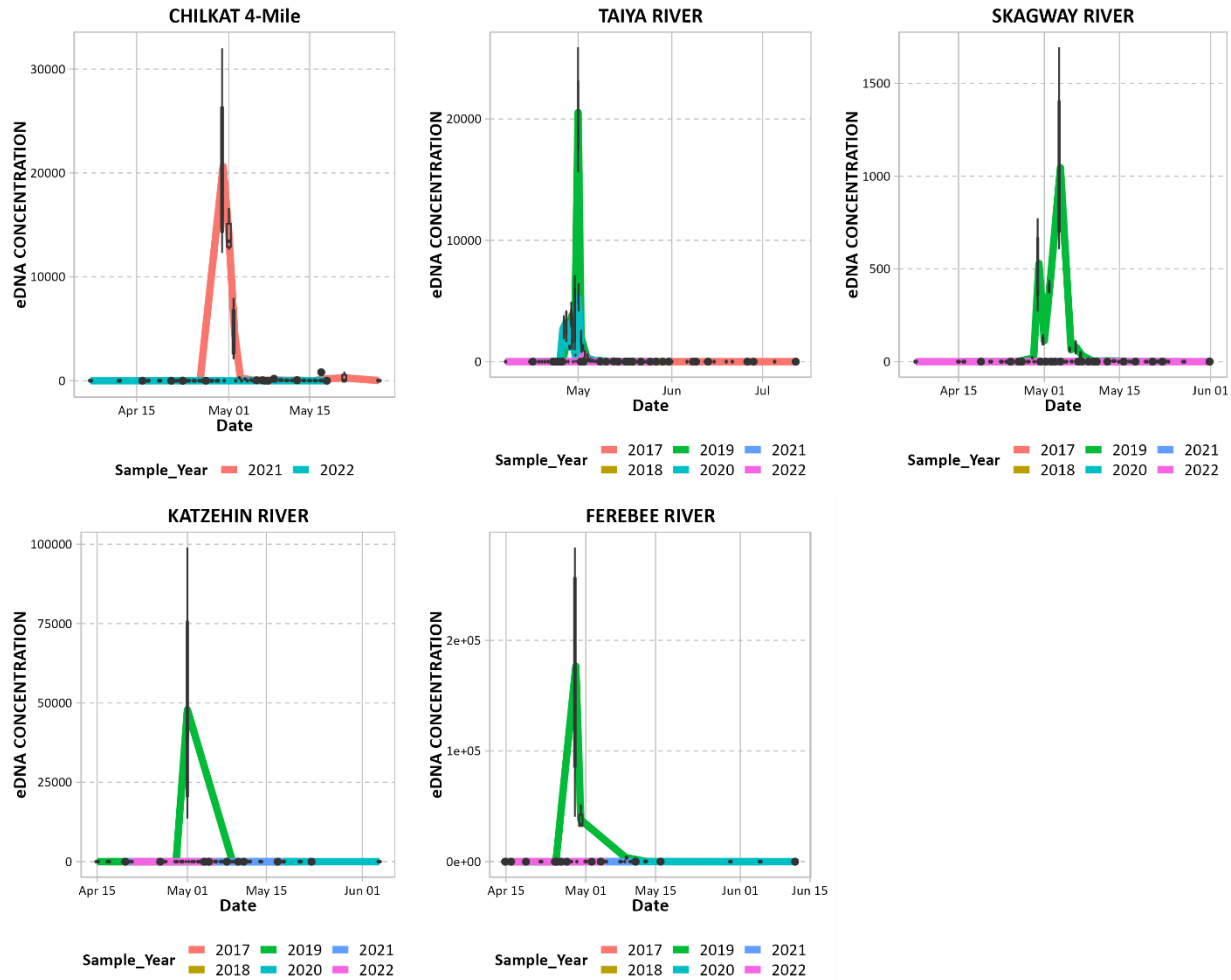 CHILKAT 4-Mile
30000
20000
10000
0
eDNA CONCENTRATION
Apr 15 May 01 May 15
Date
Sample_Year 2021 2022
TAIYA RIVER
20000
10000
0
eDNA CONCENTRATION
May Jun Jul
Date
Sample_Year 2017 2019 2021
2018 2020 2022
SKAGWAY RIVER
1500
1000
500
0
eDNA CONCENTRATION
Apr 15 May 01 May 15 Jun 01
Date
Sample_Year 2017 2019 2021
2018 2020 2022
KATZEHIN RIVER
100000
75000
50000
25000
0
eDNA CONCENTRATION
Apr 15 May 01 May 15 Jun 01
Date
Sample_Year 2017 2019 2021
2018 2020 2022
FEREBEE RIVER
2e+05
1e+05
0e+00
eDNA CONCENTRATION
Apr 15 May 01 May 15 Jun 01 Jun 15
Date
Sample_Year 2017 2019 2021
2018 2020 2022